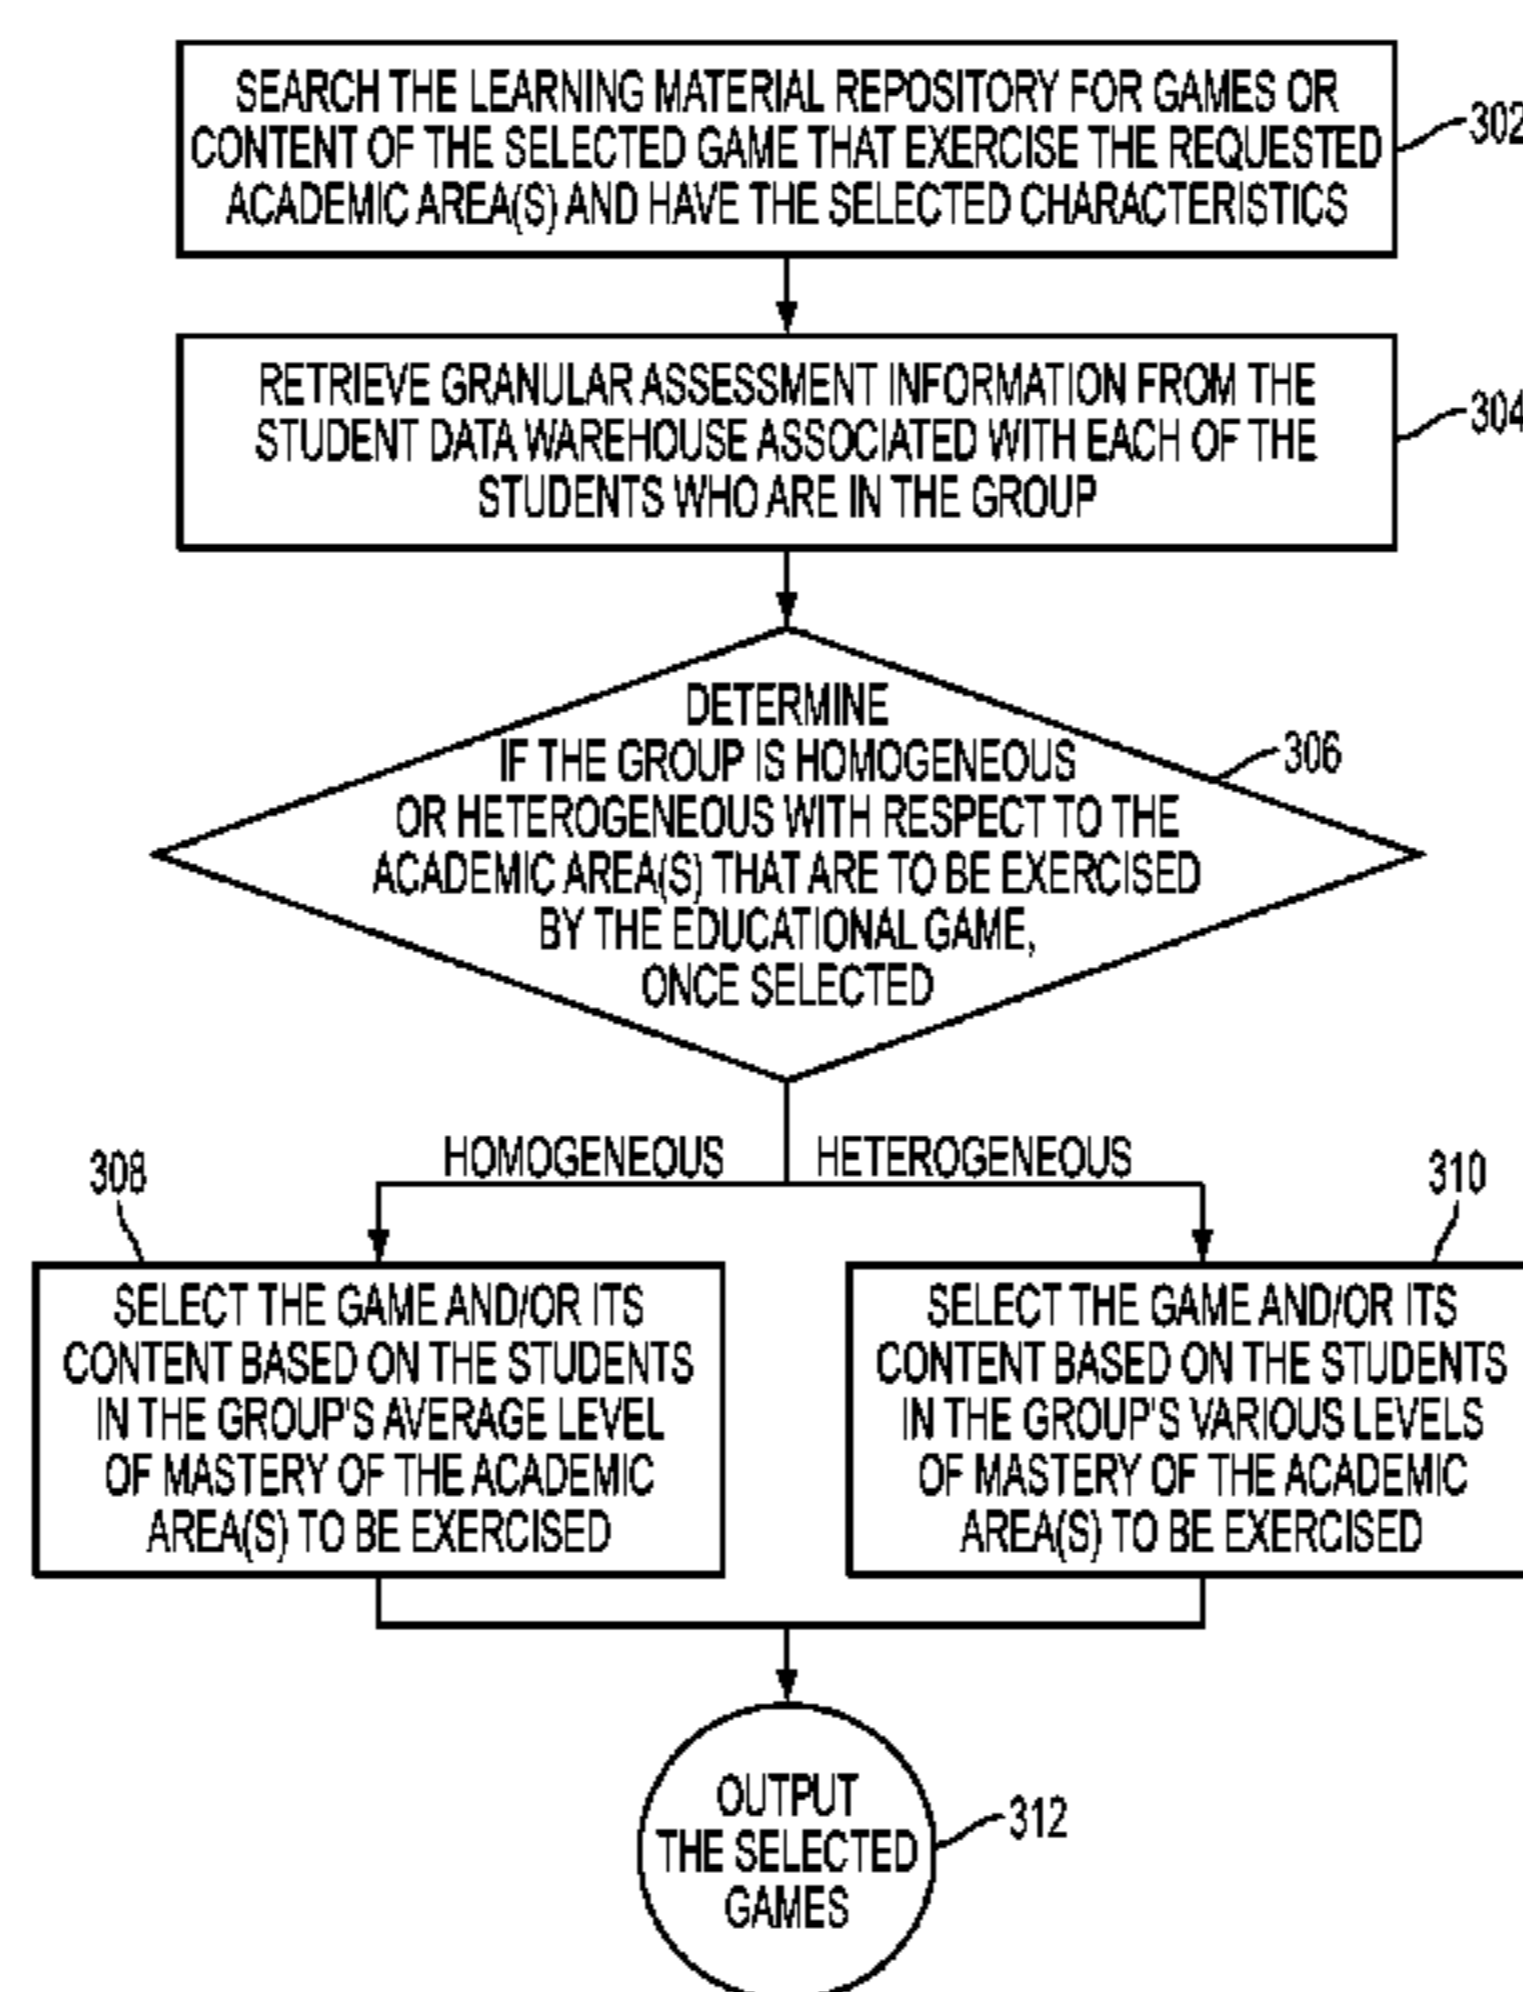 SEARCH THE LEARNING MATERIAL REPOSITORY FOR GAMES OR
CONTENT OF THE SELECTED GAME THAT EXERCISE THE REQUESTED
ACADEMIC AREA(S) AND HAVE THE SELECTED CHARACTERISTICS
302
RETRIEVE GRANULAR ASSESSMENT INFORMATION FROM THE
STUDENT DATA WAREHOUSE ASSOCIATED WITH EACH OF THE
STUDENTS WHO ARE IN THE GROUP
304
DETERMINE
IF THE GROUP IS HOMOGENEOUS
OR HETEROGENEOUS WITH RESPECT TO THE
ACADEMIC AREA(S) THAT ARE TO BE EXERCISED
BY THE EDUCATIONAL GAME,
ONCE SELECTED
306
HOMOGENEOUS
HETEROGENEOUS
308
SELECT THE GAME AND/OR ITS
CONTENT BASED ON THE STUDENTS
IN THE GROUP'S AVERAGE LEVEL
OF MASTERY OF THE ACADEMIC
AREA(S) TO BE EXERCISED
310
SELECT THE GAME AND/OR ITS
CONTENT BASED ON THE STUDENTS
IN THE GROUP'S VARIOUS LEVELS
OF MASTERY OF THE ACADEMIC
AREA(S) TO BE EXERCISED
OUTPUT
THE SELECTED
GAMES
312